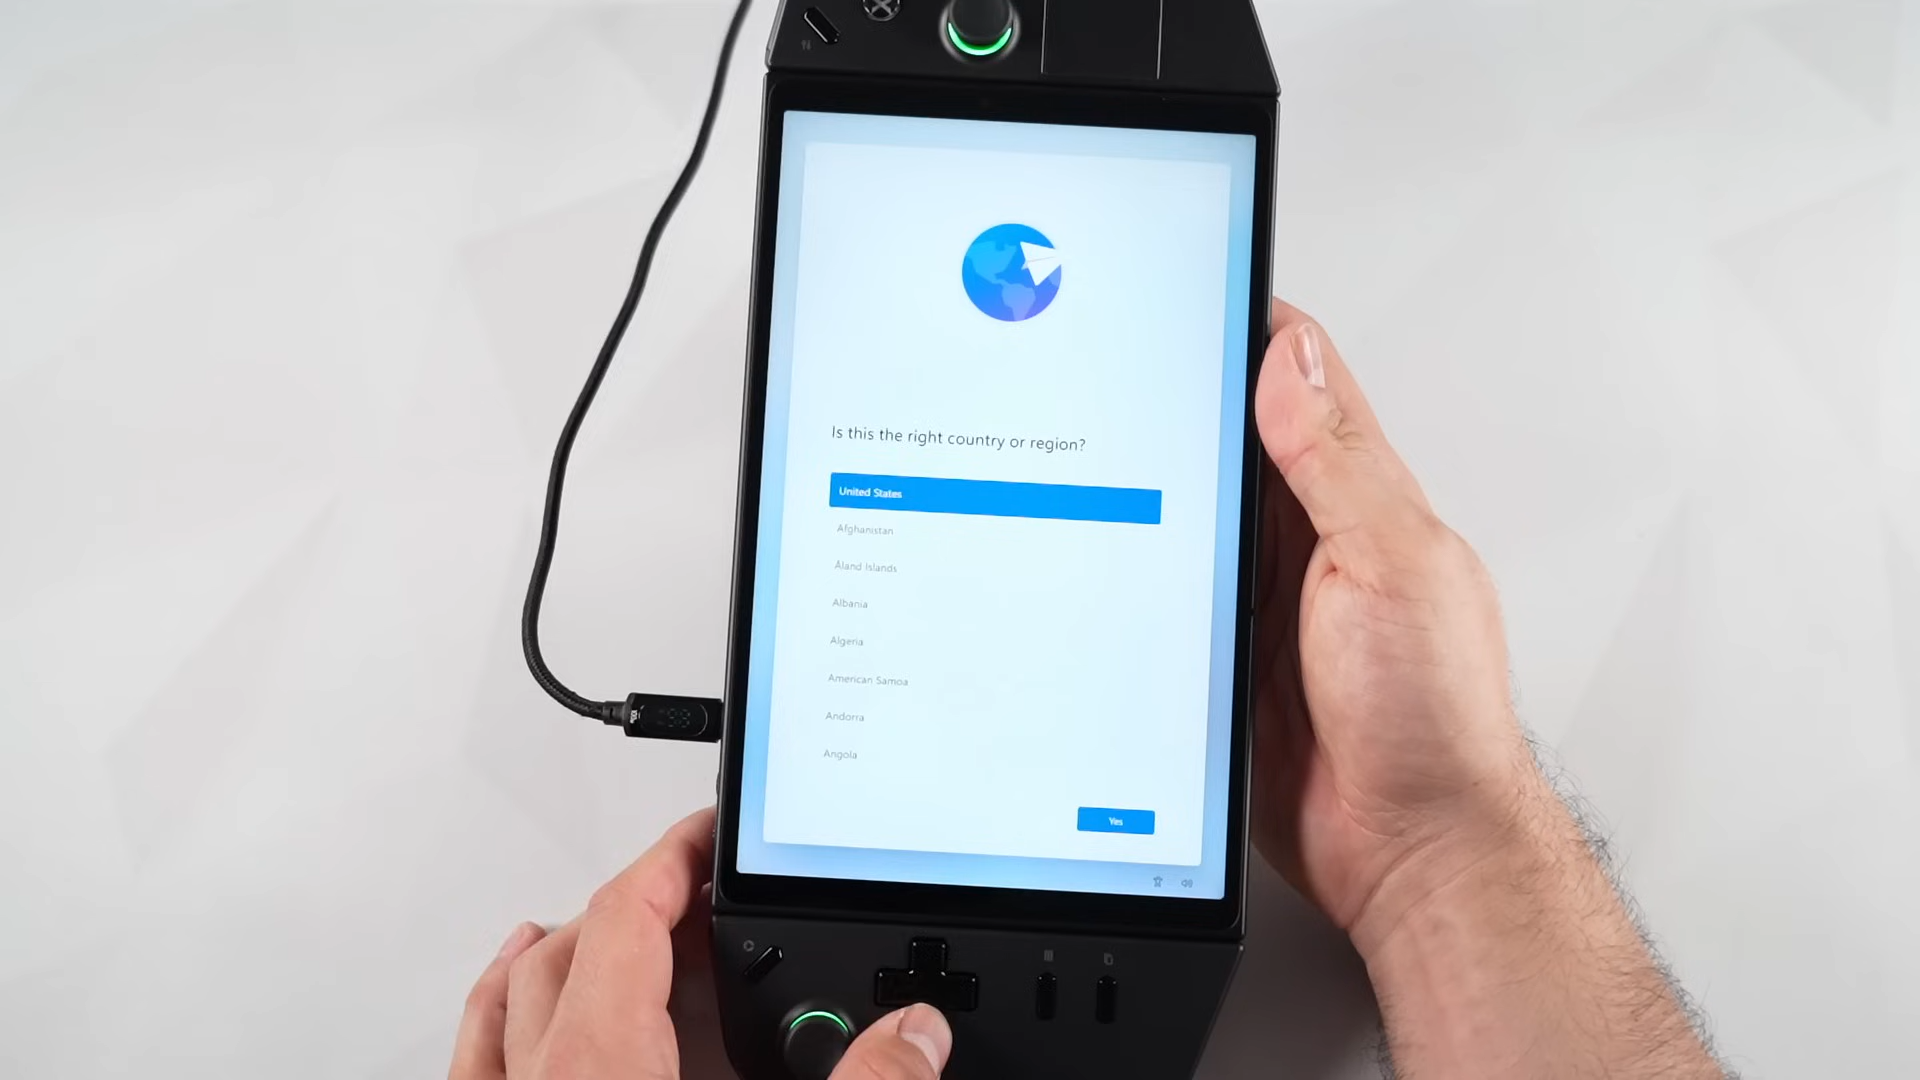 Is this the right country or region?
United States
Afghanistan
Åland Islands
Albania
Algeria
American Samoa
Andorra
Angola
Yes